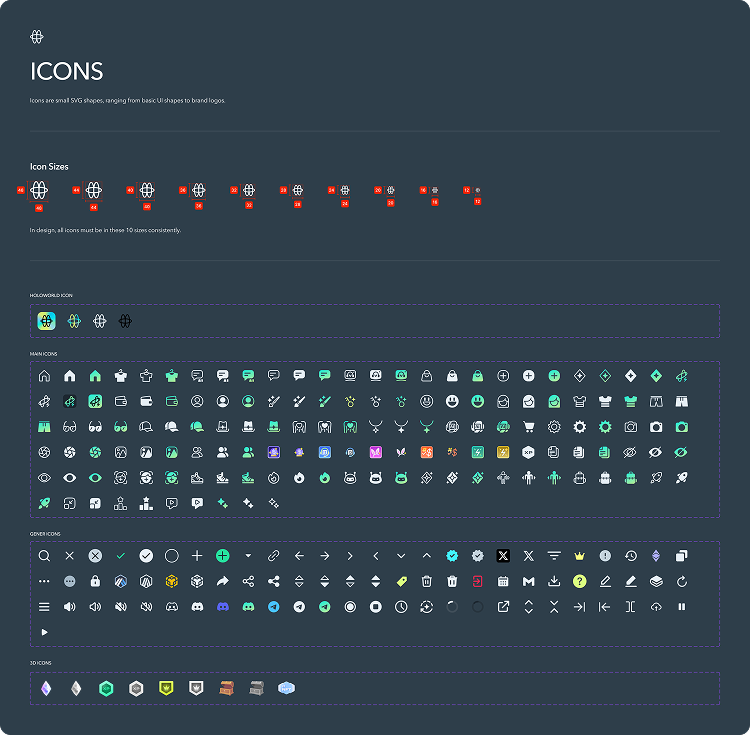 ICONS
Icons are small SVG shapes, ranging from basic UI shapes to brand logos.
Icon Sizes
48 44 40 36 32 28 24 20 16 12
48 44 40 36 32 28 24 20 16 12
In design, all icons must be in these 10 sizes consistently.
HOLOWORLD ICON
MAIN ICONS
XP
GENER ICONS
3D ICONS